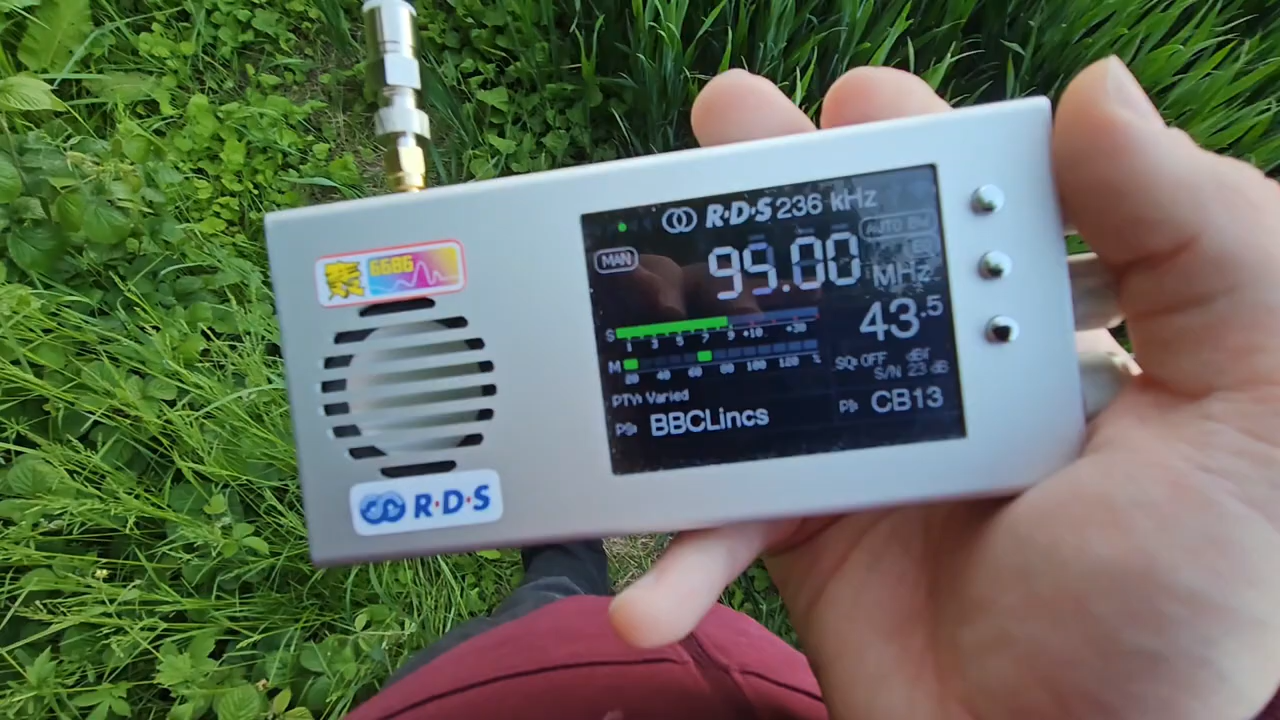 6686
R·D·S
R·D·S 236 kHz
AUTO BW
MAN
99.00
MHz
S
1 3 5 7 9 +10 +30
43.5
M
20 40 60 80 100 120 %
SQ: OFF dBf
S/N 23 dB
PTY: Varied
PS: BBCLincs
PI: CB13